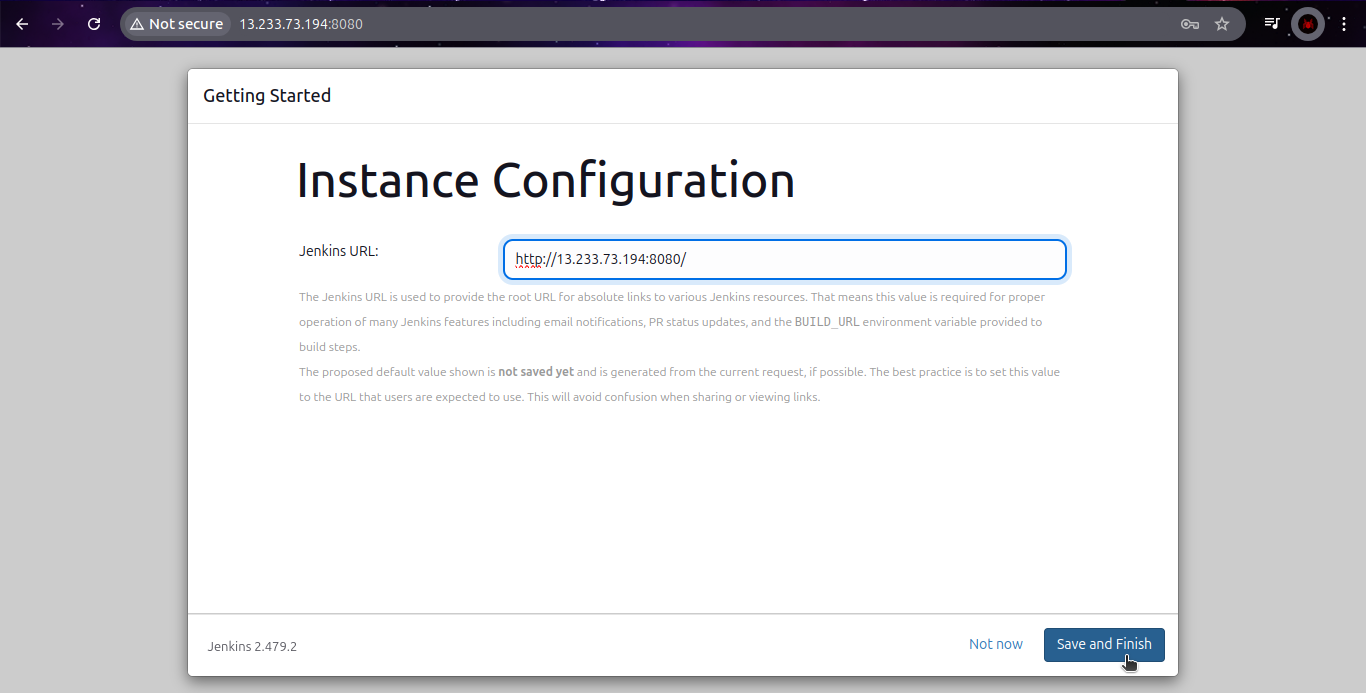 Not secure 13.233.73.194:8080
Getting Started
Instance Configuration
Jenkins URL: http://13.233.73.194:8080/
The Jenkins URL is used to provide the root URL for absolute links to various Jenkins resources. That means this value is required for proper
operation of many Jenkins features including email notifications, PR status updates, and the BUILD_URL environment variable provided to
build steps.
The proposed default value shown is not saved yet and is generated from the current request, if possible. The best practice is to set this value
to the URL that users are expected to use. This will avoid confusion when sharing or viewing links.
Jenkins 2.479.2 Not now Save and Finish